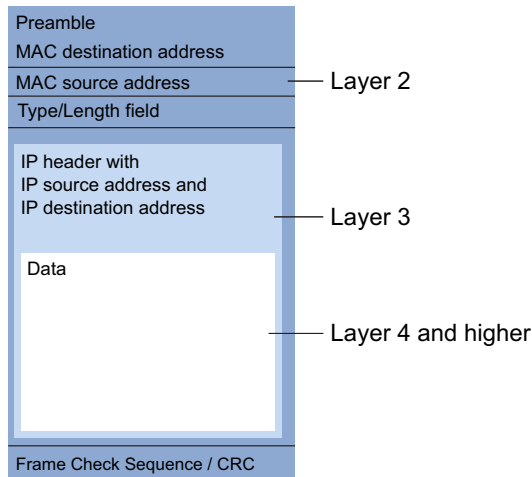 Preamble
MAC destination address
MAC source address
Layer 2
Type/Length field
IP header with
IP source address and
IP destination address
Layer 3
Data
Layer 4 and higher
Frame Check Sequence / CRC